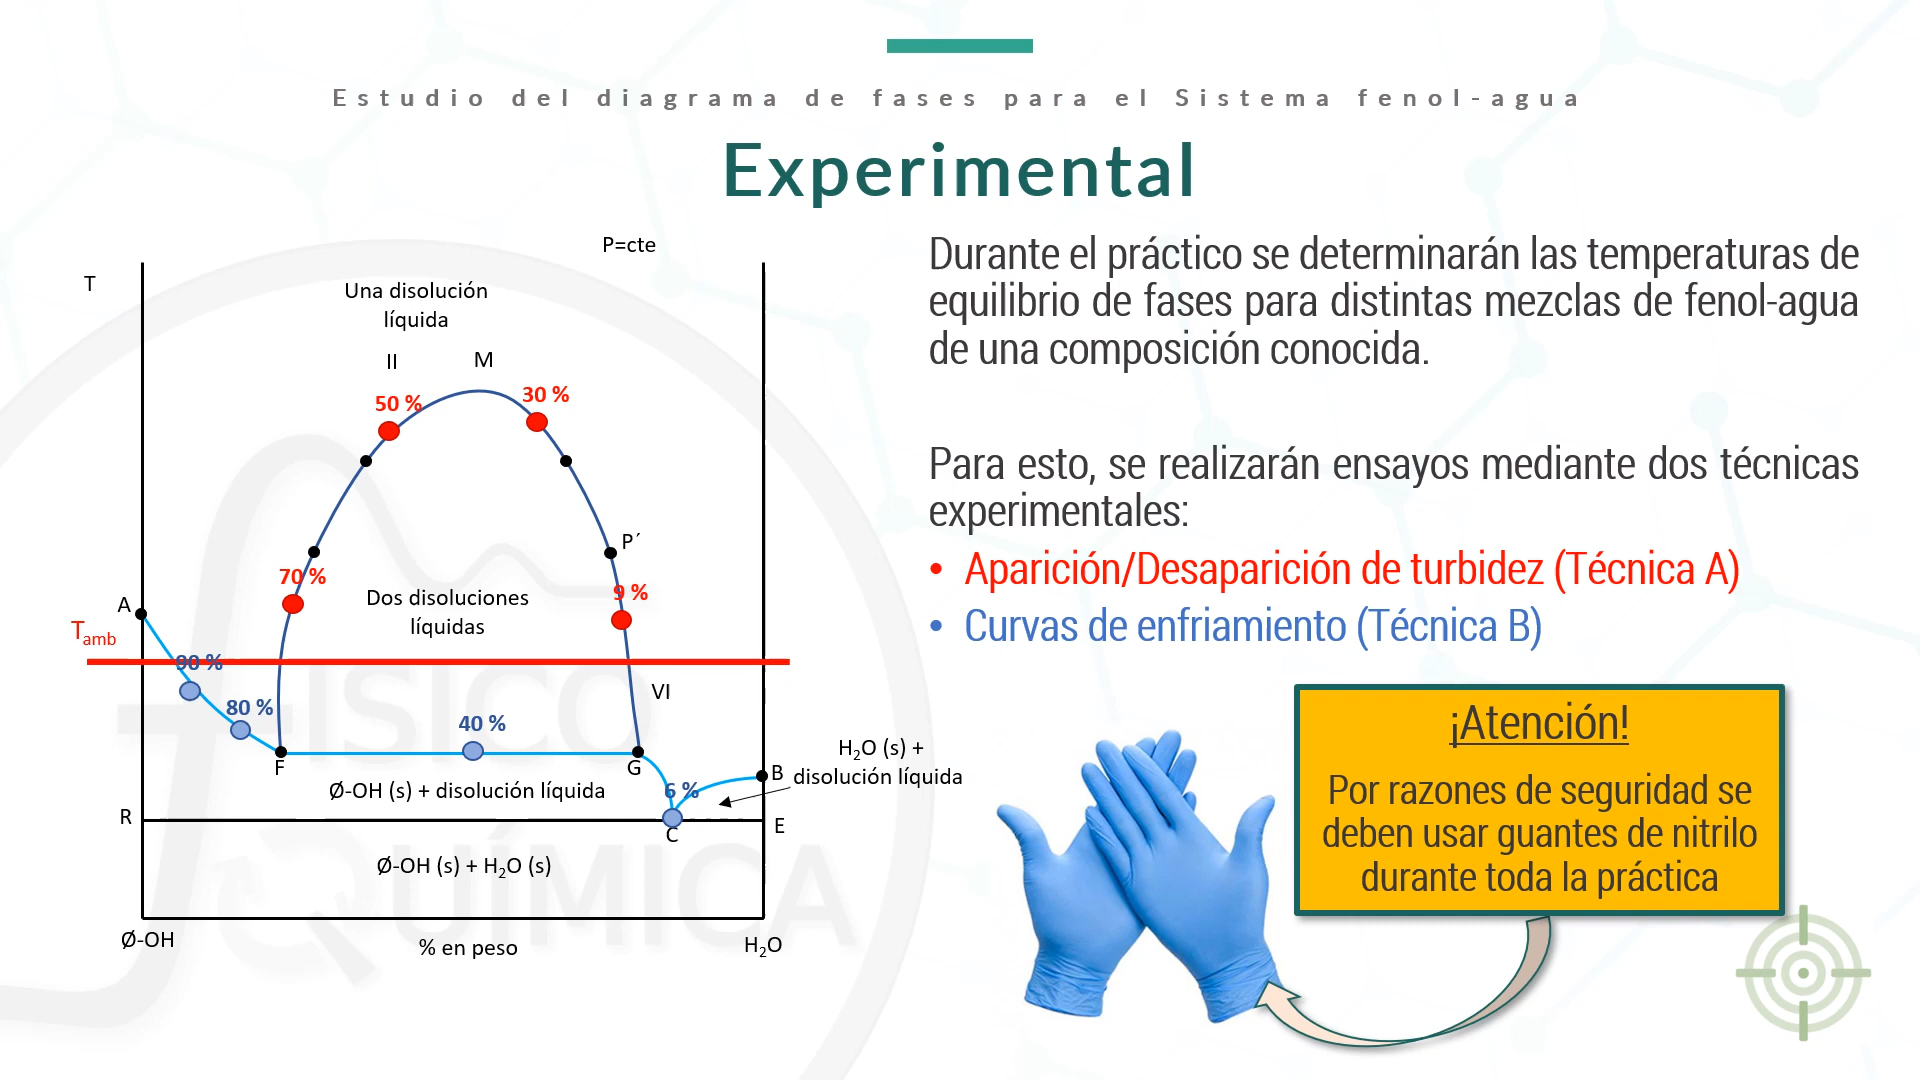 Estudio del diagrama de fases para el Sistema fenol-agua
Experimental
P=cte
T
Una disolución
líquida
II
M
50 %
30 %
P´
70 %
9 %
Dos disoluciones
líquidas
A
Tamb
90 %
VI
80 %
40 %
F
G
B
H2O (s) +
disolución líquida
Ø-OH (s) + disolución líquida
6 %
R
E
C
Ø-OH (s) + H2O (s)
Ø-OH
% en peso
H2O
FISICO
QUÍMICA
Durante el práctico se determinarán las temperaturas de
equilibrio de fases para distintas mezclas de fenol-agua
de una composición conocida.
Para esto, se realizarán ensayos mediante dos técnicas
experimentales:
• Aparición/Desaparición de turbidez (Técnica A)
• Curvas de enfriamiento (Técnica B)
¡Atención!
Por razones de seguridad se
deben usar guantes de nitrilo
durante toda la práctica